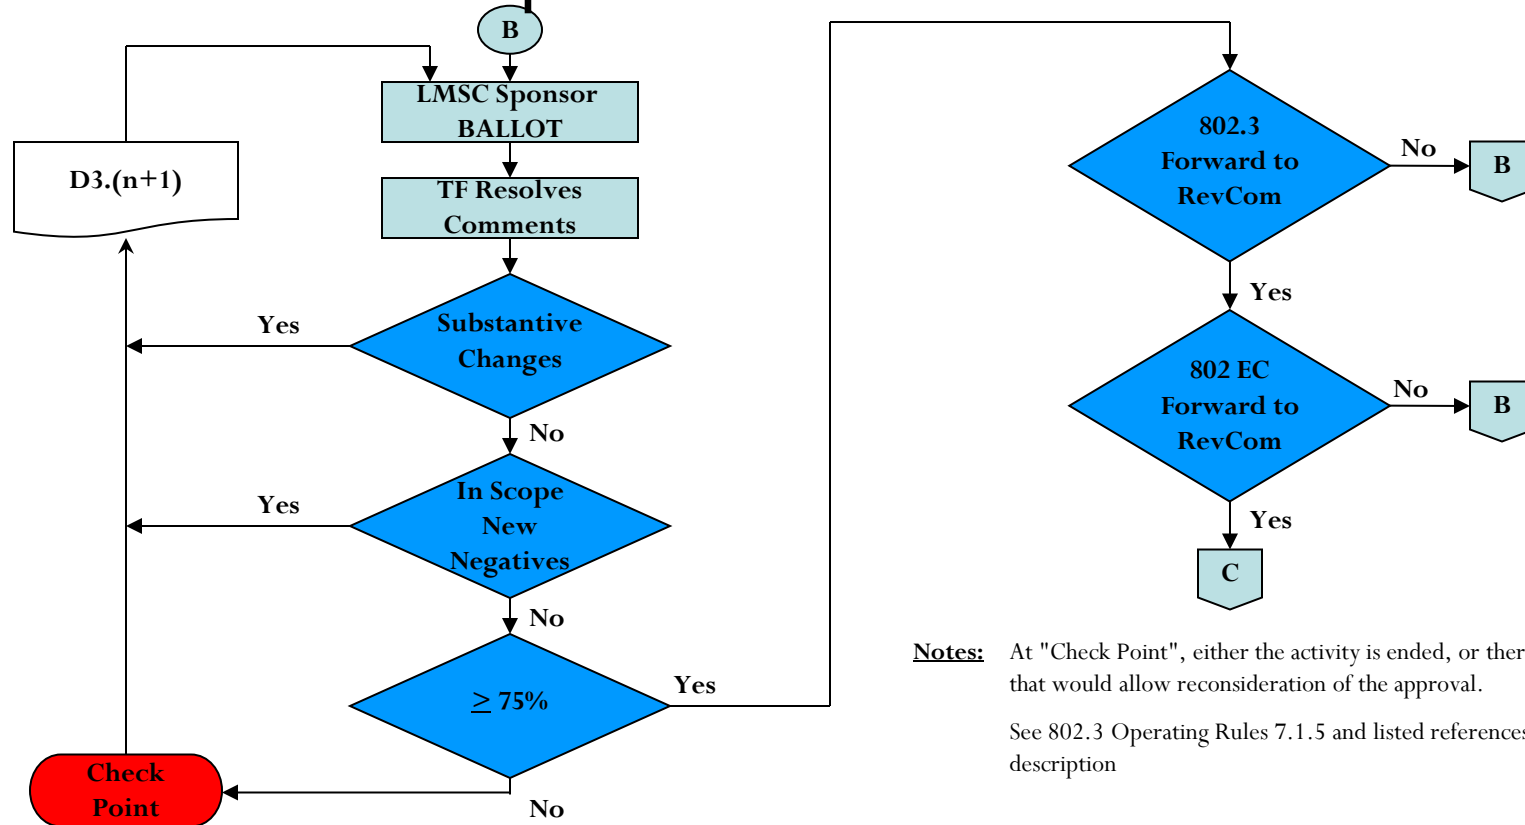 B
LMSC Sponsor
BALLOT
D3.(n+1)
TF Resolves
Comments
Substantive
Changes
Yes
No
In Scope
New
Negatives
Yes
No
≥ 75%
Yes
No
Check
Point
802.3
Forward to
RevCom
No
B
Yes
802 EC
Forward to
RevCom
No
B
Yes
C
Notes: At "Check Point", either the activity is ended, or
that would allow reconsideration of the approval.
See 802.3 Operating Rules 7.1.5 and listed references
description